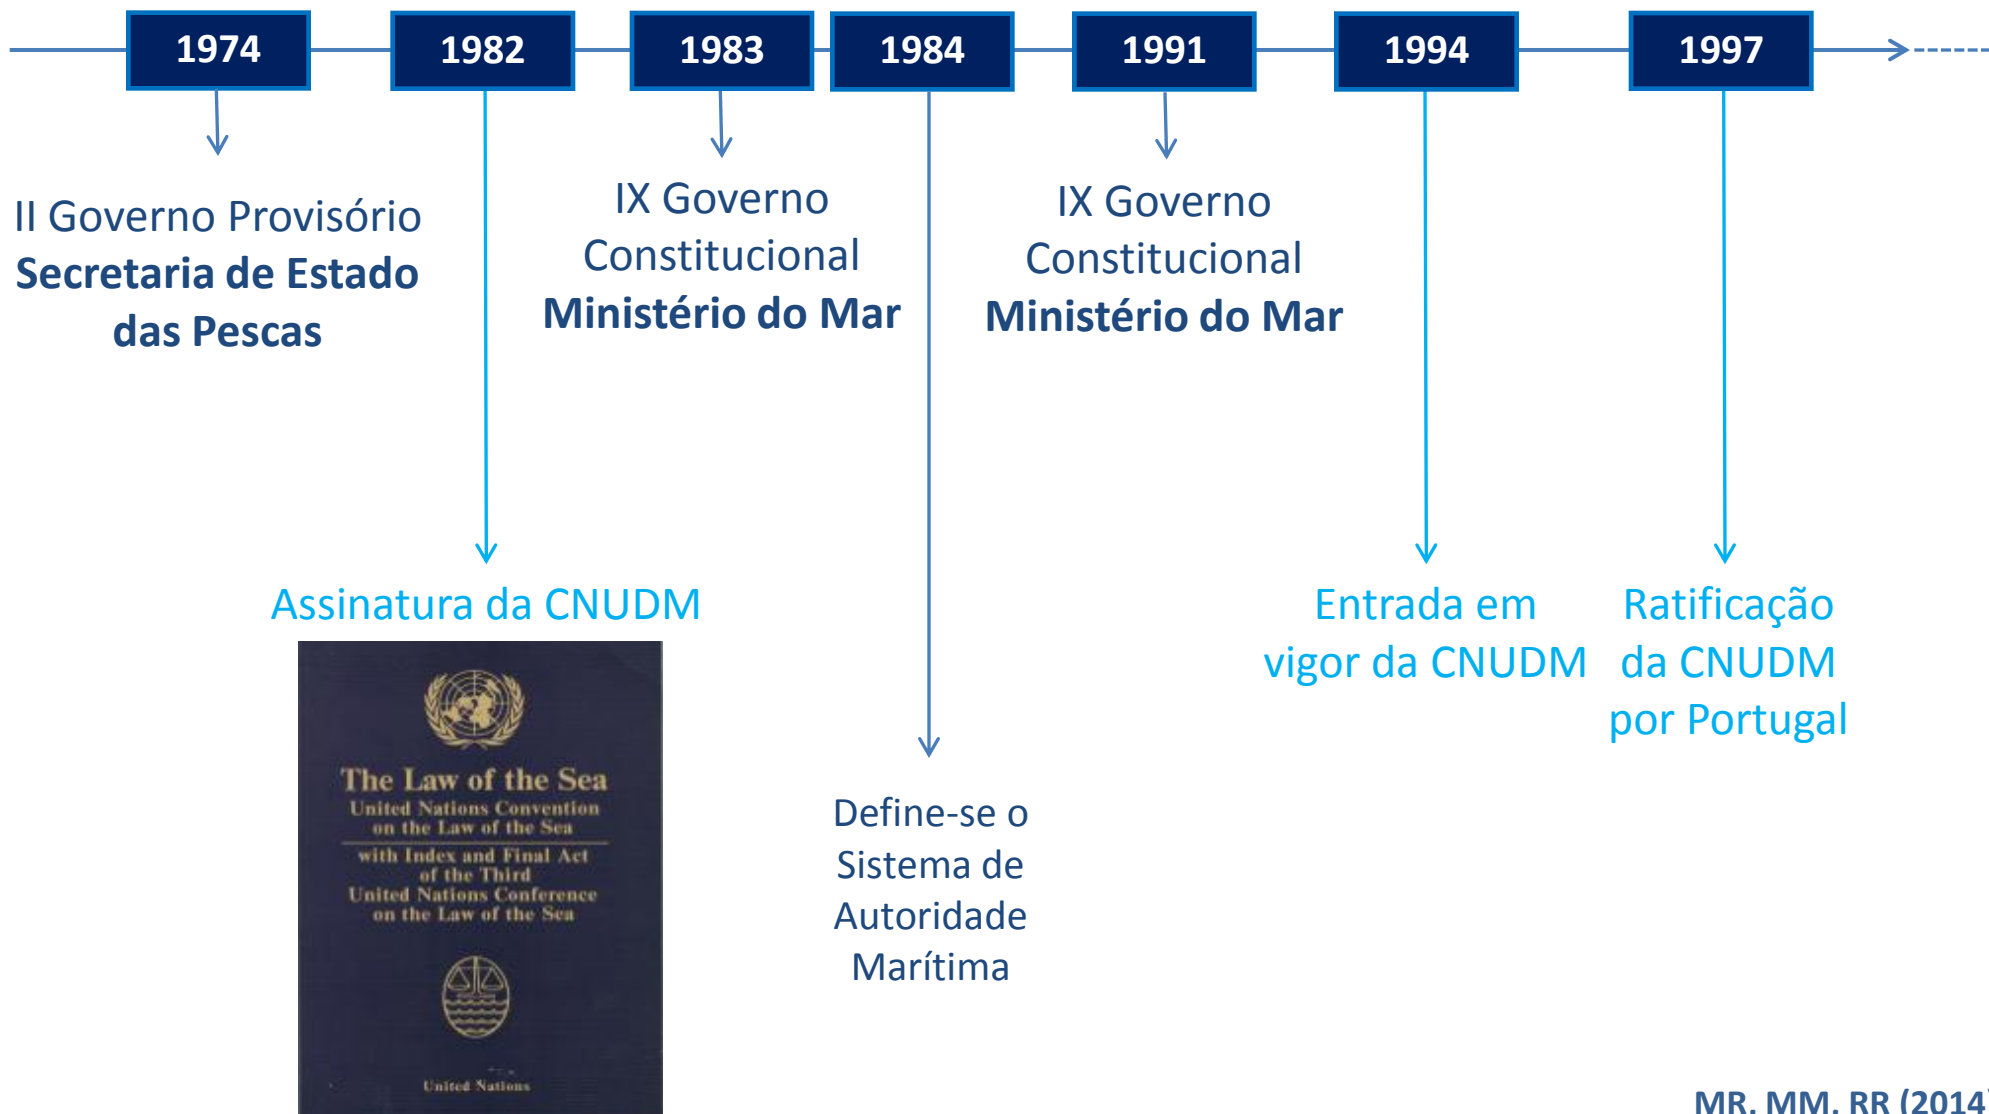 1974
1982
1983
1984
1991
1994
1997
II Governo Provisório
Secretaria de Estado
das Pescas
IX Governo
Constitucional
Ministério do Mar
IX Governo
Constitucional
Ministério do Mar
Assinatura da CNUDM
Entrada em
vigor da CNUDM
Ratificação
da CNUDM
por Portugal
The Law of the Sea
United Nations Convention
on the Law of the Sea
with Index and Final Act
of the Third
United Nations Conference
on the Law of the Sea
United Nations
Define-se o
Sistema de
Autoridade
Marítima
MR, MM, RR (2014)